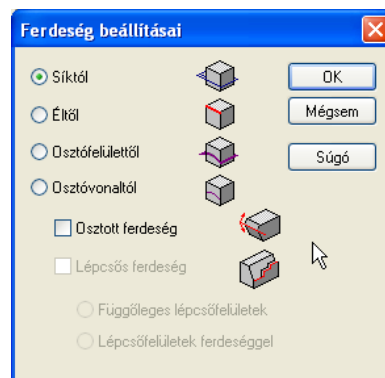 Ferdeség beállításai
Síktól
OK
Éltől
Mégsem
Osztófelülettől
Súgó
Osztóvonaltól
Osztott ferdeség
Lépcsős ferdeség
Függőleges lépcsőfelületek
Lépcsőfelületek ferdeséggel